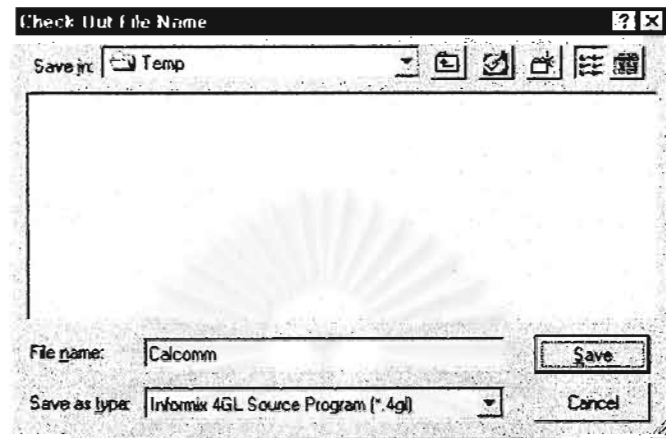 Check Out File Name
Save in: Temp
File name: Calcomm
Save
Save as type: Informix 4GL Source Program (*.4gl)
Cancel